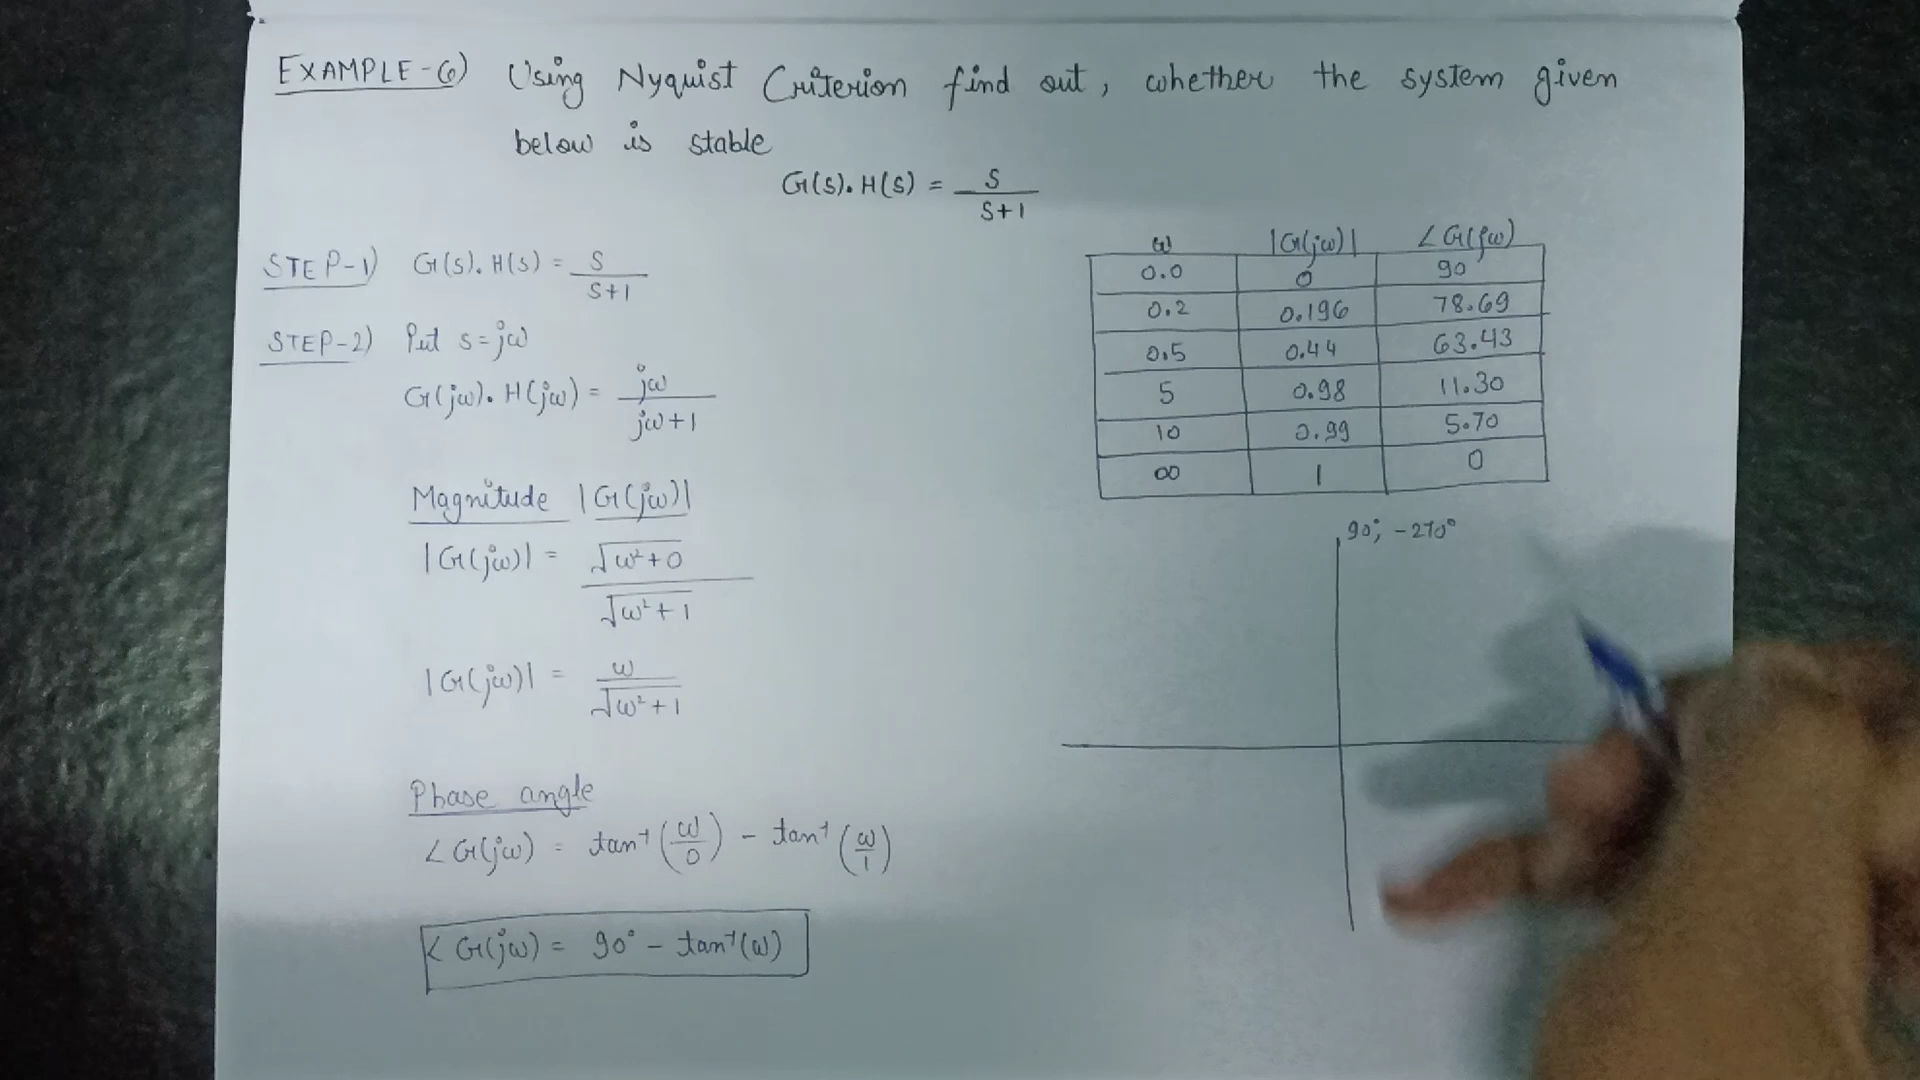 EXAMPLE-6) Using Nyquist Criterion find out, whether the system given
below is stable
G(s).H(s) = s / s+1
STEP-1) G(s).H(s) = s / s+1
STEP-2) Put s=jω
G(jω).H(jω) = jω / jω+1
Magnitude |G(jω)|
|G(jω)| = √ω²+0 / √ω²+1
|G(jω)| = ω / √ω²+1
Phase angle
∠G(jω) = tan⁻¹(ω/0) - tan⁻¹(ω/1)
∠G(jω) = 90° - tan⁻¹(ω)
ω |G(jω)| ∠G(jω)
0.0 0 90
0.2 0.196 78.69
0.5 0.44 63.43
5 0.98 11.30
10 0.99 5.70
∞ 1 0
90°, -270°